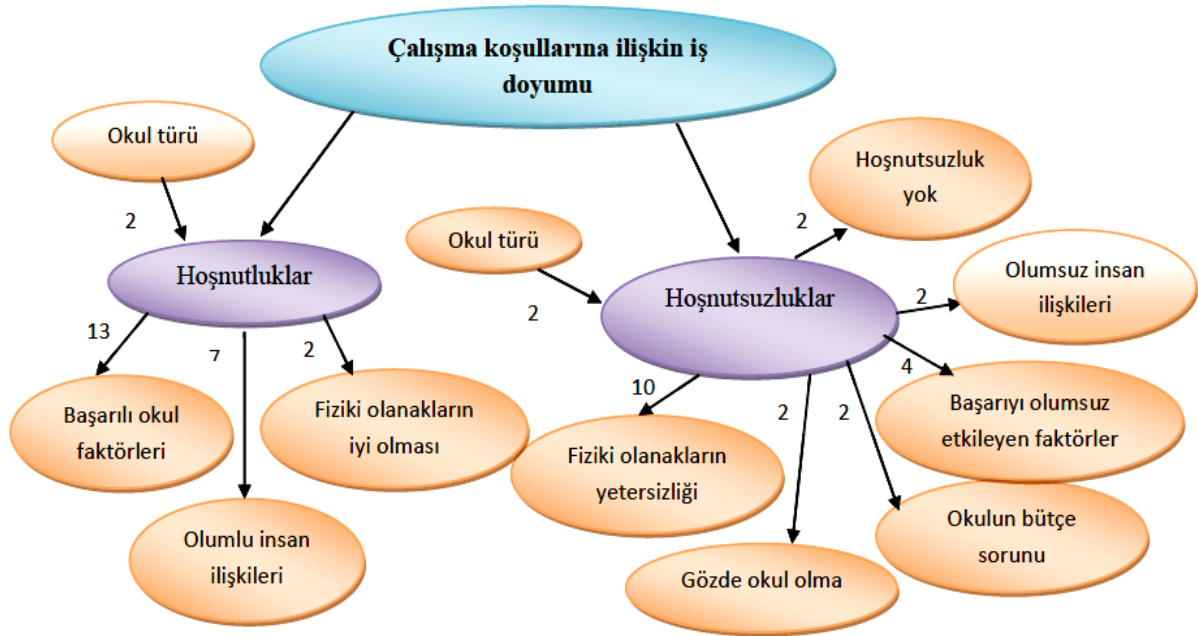 Çalışma koşullarına ilişkin iş
doyumu
Okul türü
2
Hoşnutluklar
13
7
2
Başarılı okul
faktörleri
Fiziki olanakların
iyi olması
Olumlu insan
ilişkileri
Hoşnutsuzluk
yok
2
Okul türü
2
Hoşnutsuzluklar
Olumsuz insan
ilişkileri
2
4
10
2
2
Başarıyı olumsuz
etkileyen faktörler
Fiziki olanakların
yetersizliği
Okulun bütçe
sorunu
Gözde okul olma